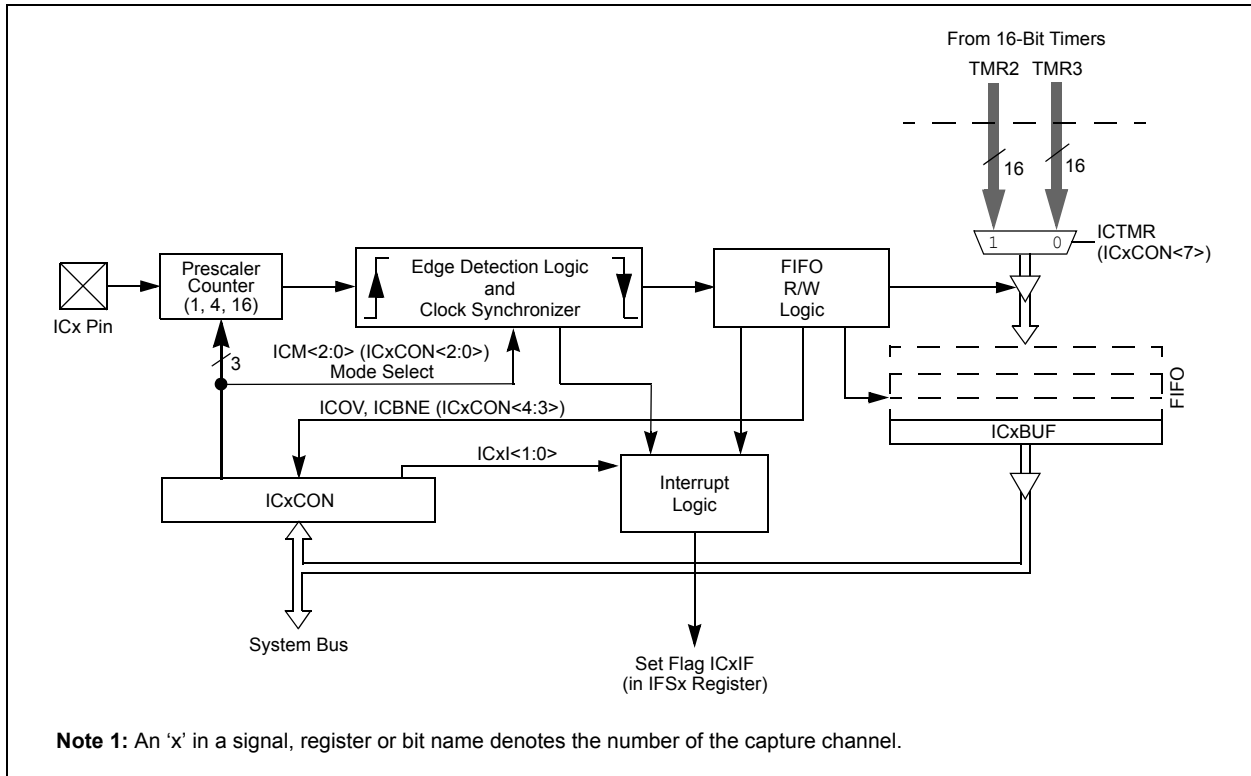 From 16-Bit Timers
TMR2 TMR3
16 16
1 0
ICTMR
(ICxCON<7>)
ICx Pin
Prescaler
Counter
(1, 4, 16)
Edge Detection Logic
and
Clock Synchronizer
FIFO
R/W
Logic
3
ICM<2:0> (ICxCON<2:0>)
Mode Select
FIFO
ICxBUF
ICOV, ICBNE (ICxCON<4:3>)
ICxI<1:0>
ICxCON
Interrupt
Logic
System Bus
Set Flag ICxIF
(in IFSx Register)
Note 1: An ‘x’ in a signal, register or bit name denotes the number of the capture channel.